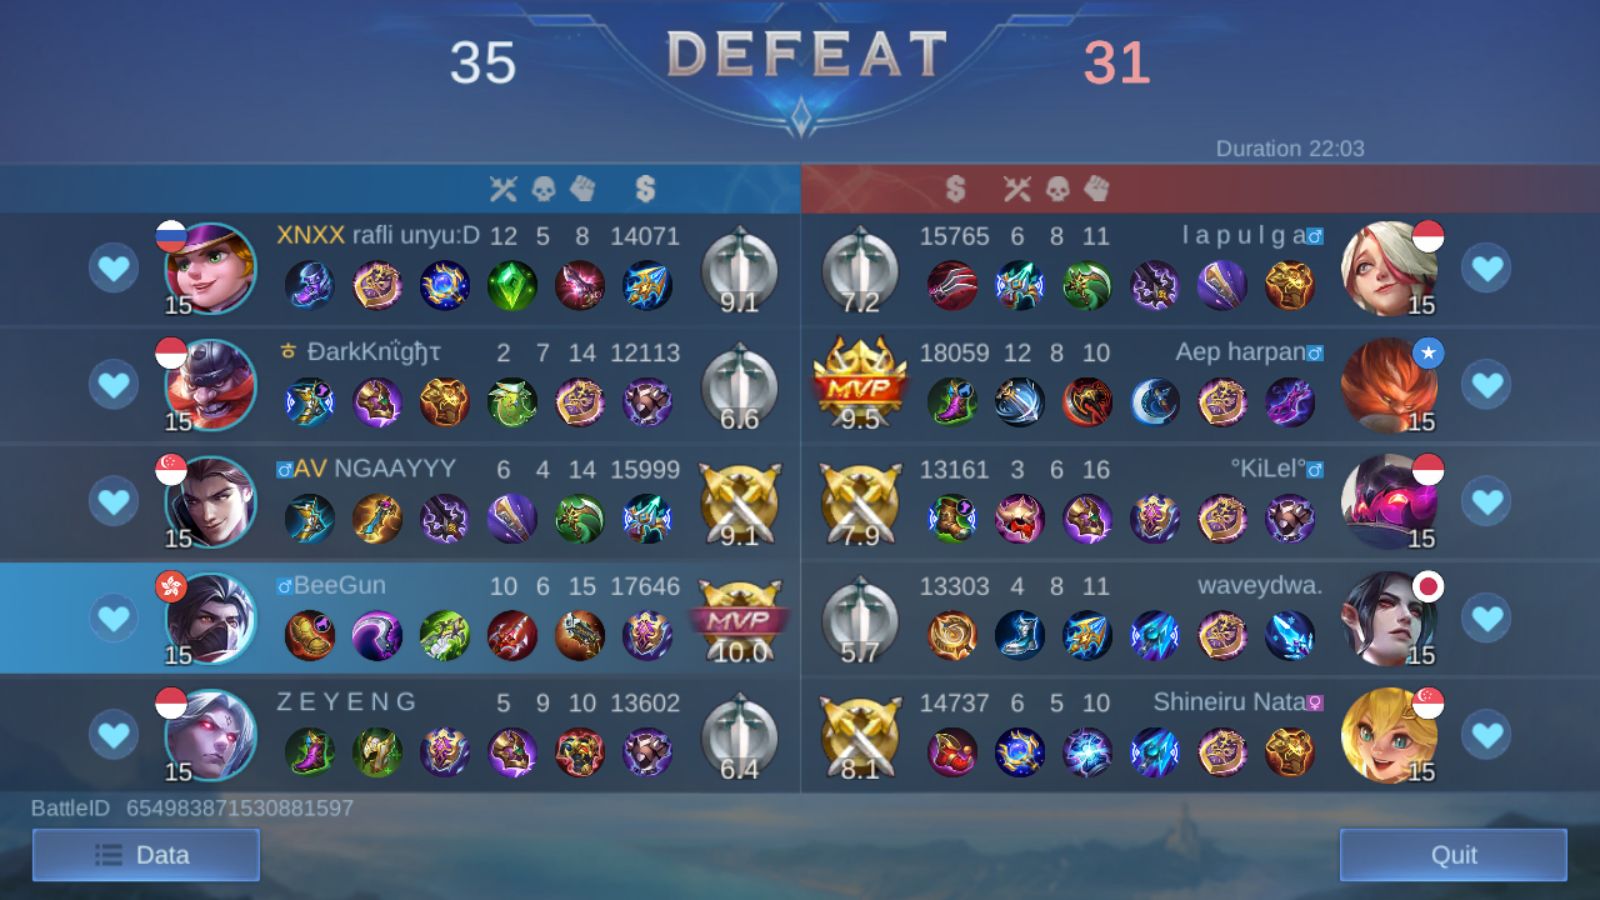 35 DEFEAT 31
Duration 22:03
XNXX rafli unyu:D 12 5 8 14071 9.1
15
7.2 15765 6 8 11 l a p u l g a♂
15
ㅎ ĐarkKnïgђτ 2 7 14 12113 6.6
15
MVP 9.5 18059 12 8 10 Aep harpan♂
15
♂AV NGAAYYY 6 4 14 15999 9.1
15
7.9 13161 3 6 16 °KiLel°♂
15
♂BeeGun 10 6 15 17646 MVP 10.0
15
5.7 13303 4 8 11 waveydwa.
15
Z E Y E N G 5 9 10 13602 6.4
15
8.1 14737 6 5 10 Shineiru Nata♀
15
BattleID 654983871530881597
Data
Quit